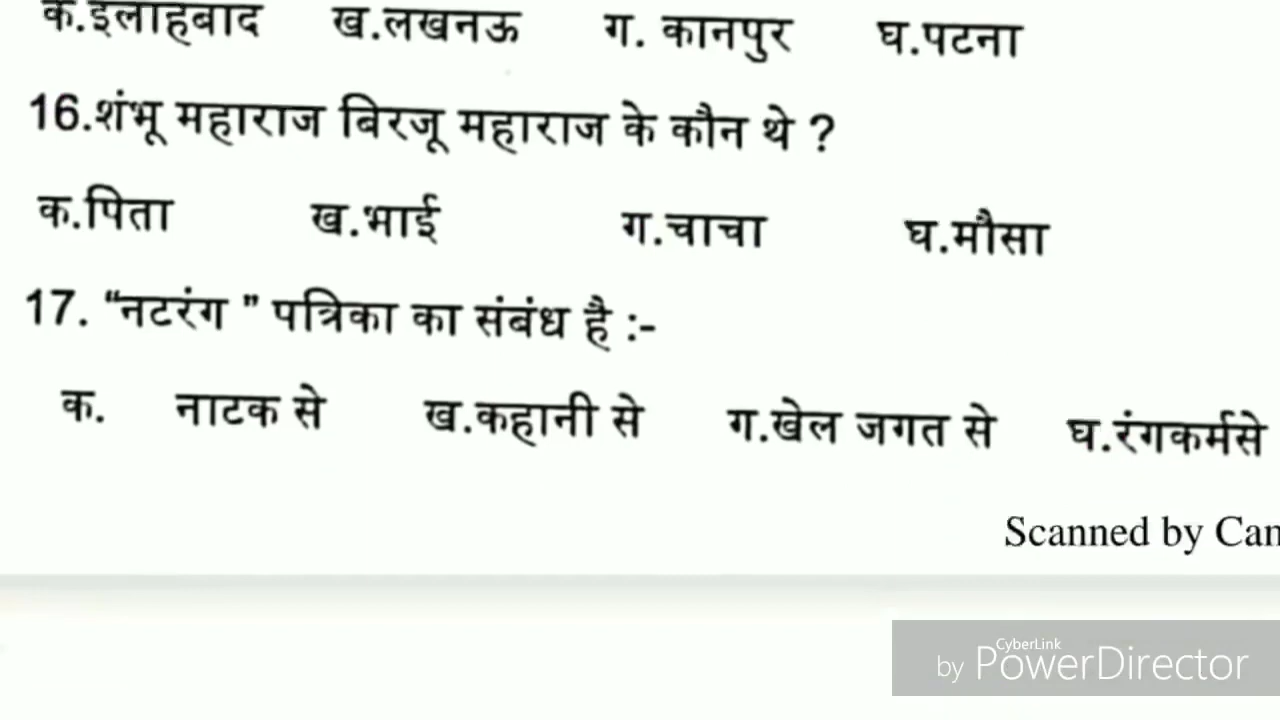 क.इलाहबाद ख.लखनऊ ग. कानपुर घ.पटना
16.शंभू महाराज बिरजू महाराज के कौन थे ?
क.पिता ख.भाई ग.चाचा घ.मौसा
17. “नटरंग ” पत्रिका का संबंध है :-
क. नाटक से ख.कहानी से ग.खेल जगत से घ.रंगकर्मसे
Scanned by Can
CyberLink
by PowerDirector